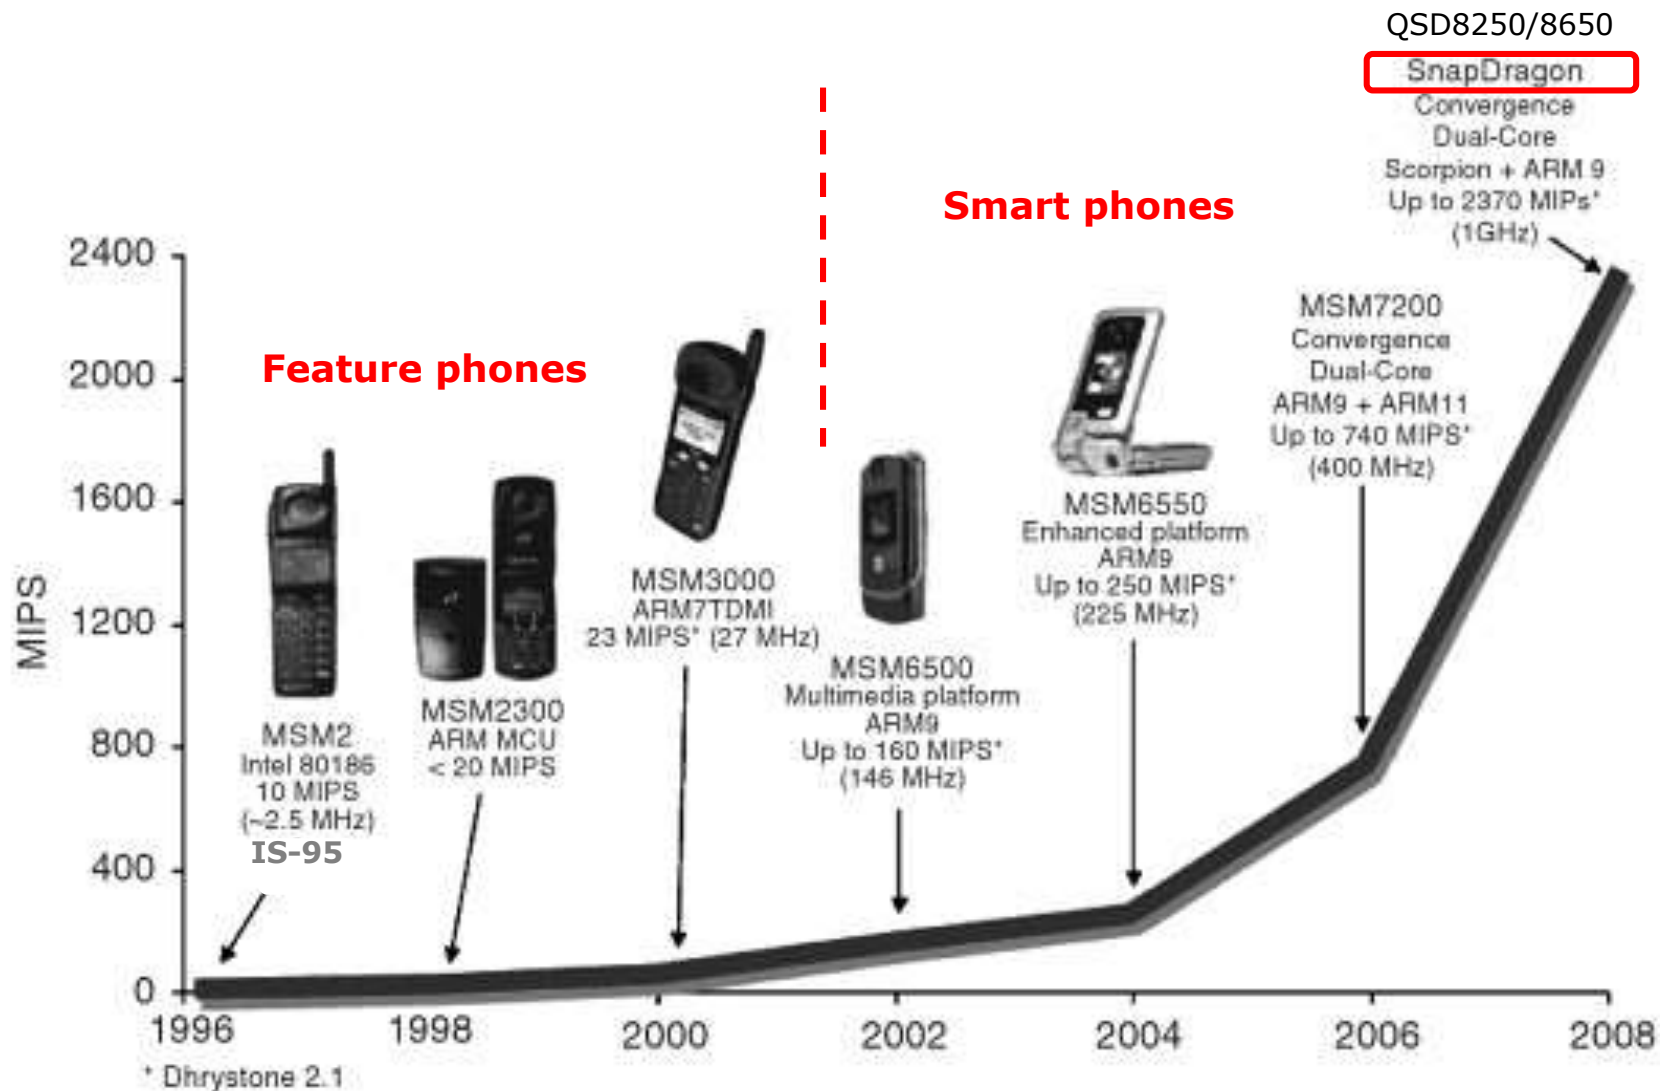 QSD8250/8650
SnapDragon
Convergence
Dual-Core
Scorpion + ARM 9
Up to 2370 MIPs*
(1GHz)
Smart phones
Feature phones
MSM7200
Convergence
Dual-Core
ARM9 + ARM11
Up to 740 MIPS*
(400 MHz)
MSM6550
Enhanced platform
ARM9
Up to 250 MIPS*
(225 MHz)
MSM3000
ARM7TDMI
23 MIPS* (27 MHz)
MSM6500
Multimedia platform
ARM9
Up to 160 MIPS*
(146 MHz)
MSM2300
ARM MCU
< 20 MIPS
MSM2
Intel 80186
10 MIPS
(~2.5 MHz)
IS-95
MIPS
2400
2000
1600
1200
800
400
0
1996 1998 2000 2002 2004 2006 2008
* Dhrystone 2.1